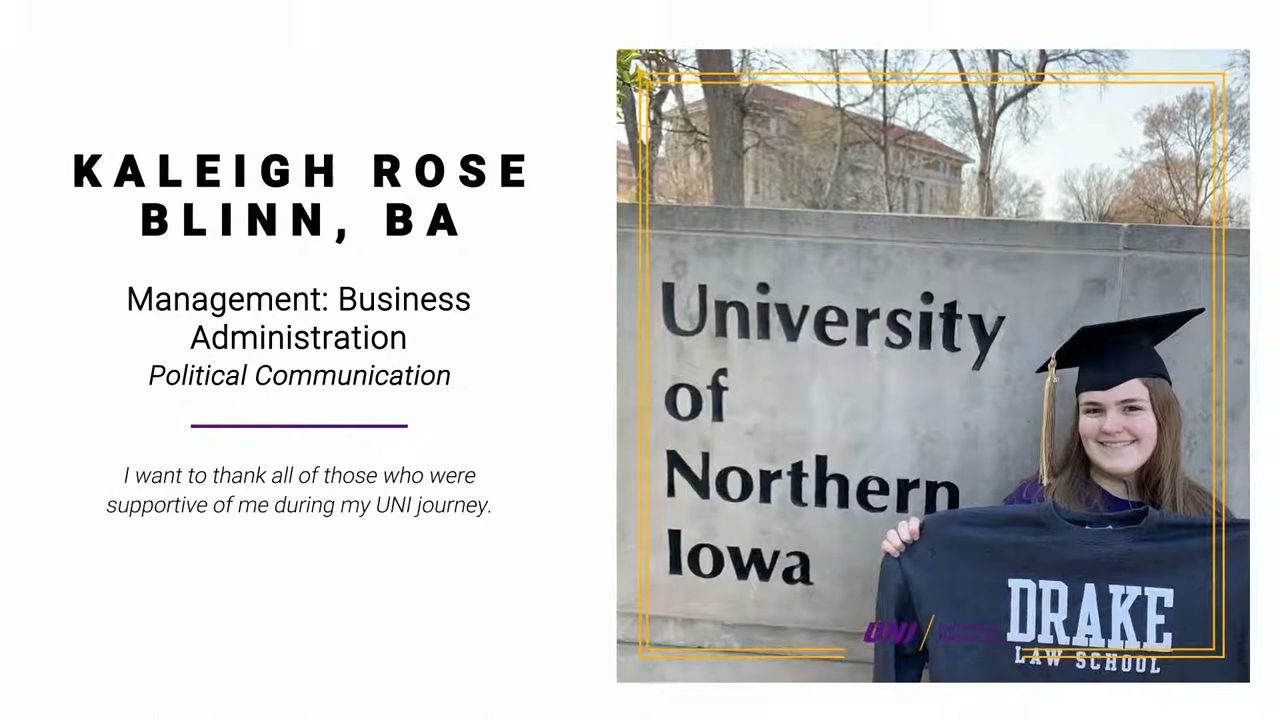 KALEIGH ROSE
BLINN, BA
Management: Business
Administration
Political Communication
I want to thank all of those who were
supportive of me during my UNI journey.
University
of
Northern
Iowa
DRAKE
LAW SCHOOL
UNI